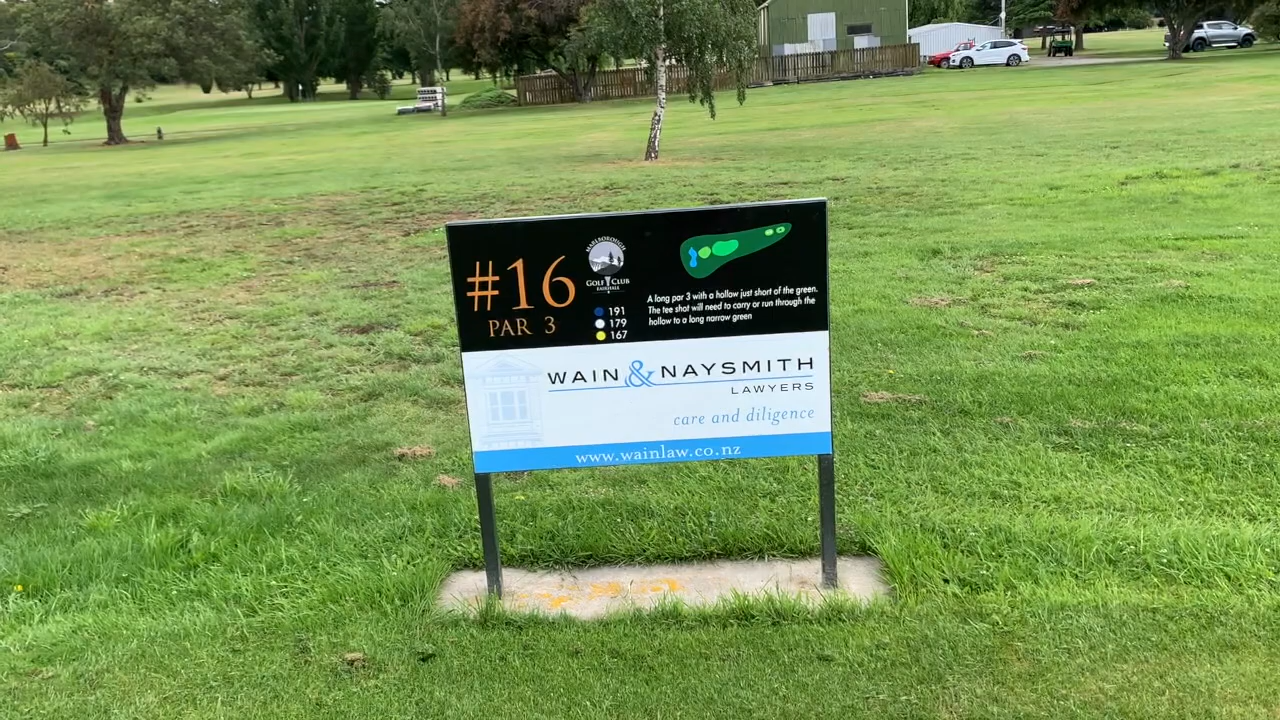 #16
PAR 3
MARLBOROUGH
GOLF CLUB
FAIRHALL
191
179
167
A long par 3 with a hollow just short of the green.
The tee shot will need to carry or run through the
hollow to a long narrow green
WAIN & NAYSMITH
LAWYERS
care and diligence
www.wainlaw.co.nz